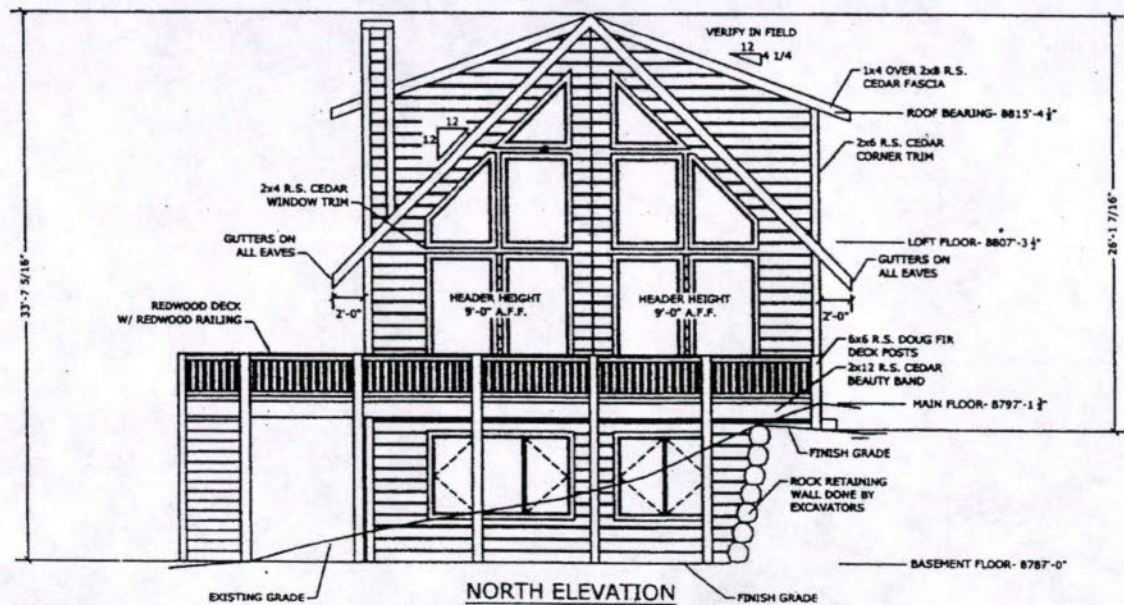 VERIFY IN FIELD
12
4 1/4
1x4 OVER 2x8 R.S.
CEDAR FASCIA
ROOF BEARING- 8815'-4 ½"
12
12
2x6 R.S. CEDAR
CORNER TRIM
2x4 R.S. CEDAR
WINDOW TRIM
33'-7 5/16"
26'-1 7/16"
GUTTERS ON
ALL EAVES
LOFT FLOOR- 8807'-3 ½"
GUTTERS ON
ALL EAVES
REDWOOD DECK
W/ REDWOOD RAILING
2'-0"
HEADER HEIGHT
9'-0" A.F.F.
HEADER HEIGHT
9'-0" A.F.F.
2'-0"
6x6 R.S. DOUG FIR
DECK POSTS
2x12 R.S. CEDAR
BEAUTY BAND
MAIN FLOOR- 8797'-1
FINISH GRADE
ROCK RETAINING
WALL DONE BY
EXCAVATORS
BASEMENT FLOOR- 8787'-0"
EXISTING GRADE
NORTH ELEVATION
FINISH GRADE